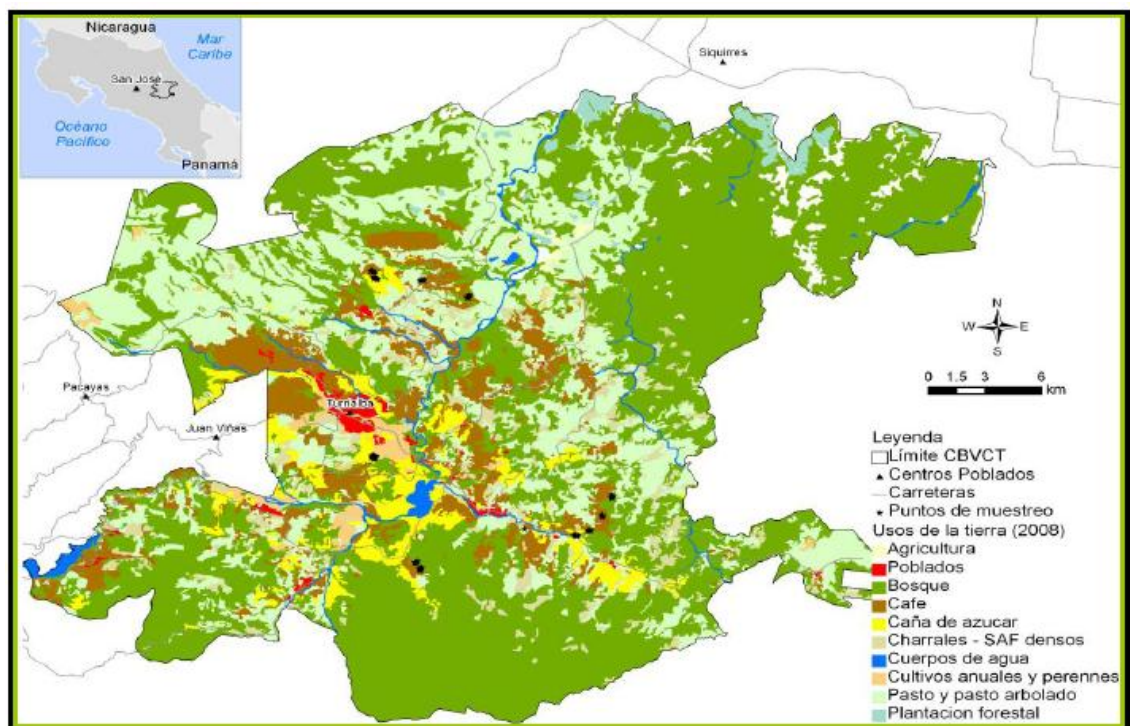 Nicaragua
Mar
Caribe
San José
Océano
Pacífico
Panamá
Siquirres
Pacayas
Juan Viñas
Turrialba
N
W E
S
0 1.5 3 6
km
Leyenda
Límite CBVCT
Centros Poblados
Carreteras
Puntos de muestreo
Usos de la tierra (2008)
Agricultura
Poblados
Bosque
Cafe
Caña de azucar
Charrales - SAF densos
Cuerpos de agua
Cultivos anuales y perennes
Pasto y pasto arbolado
Plantacion forestal